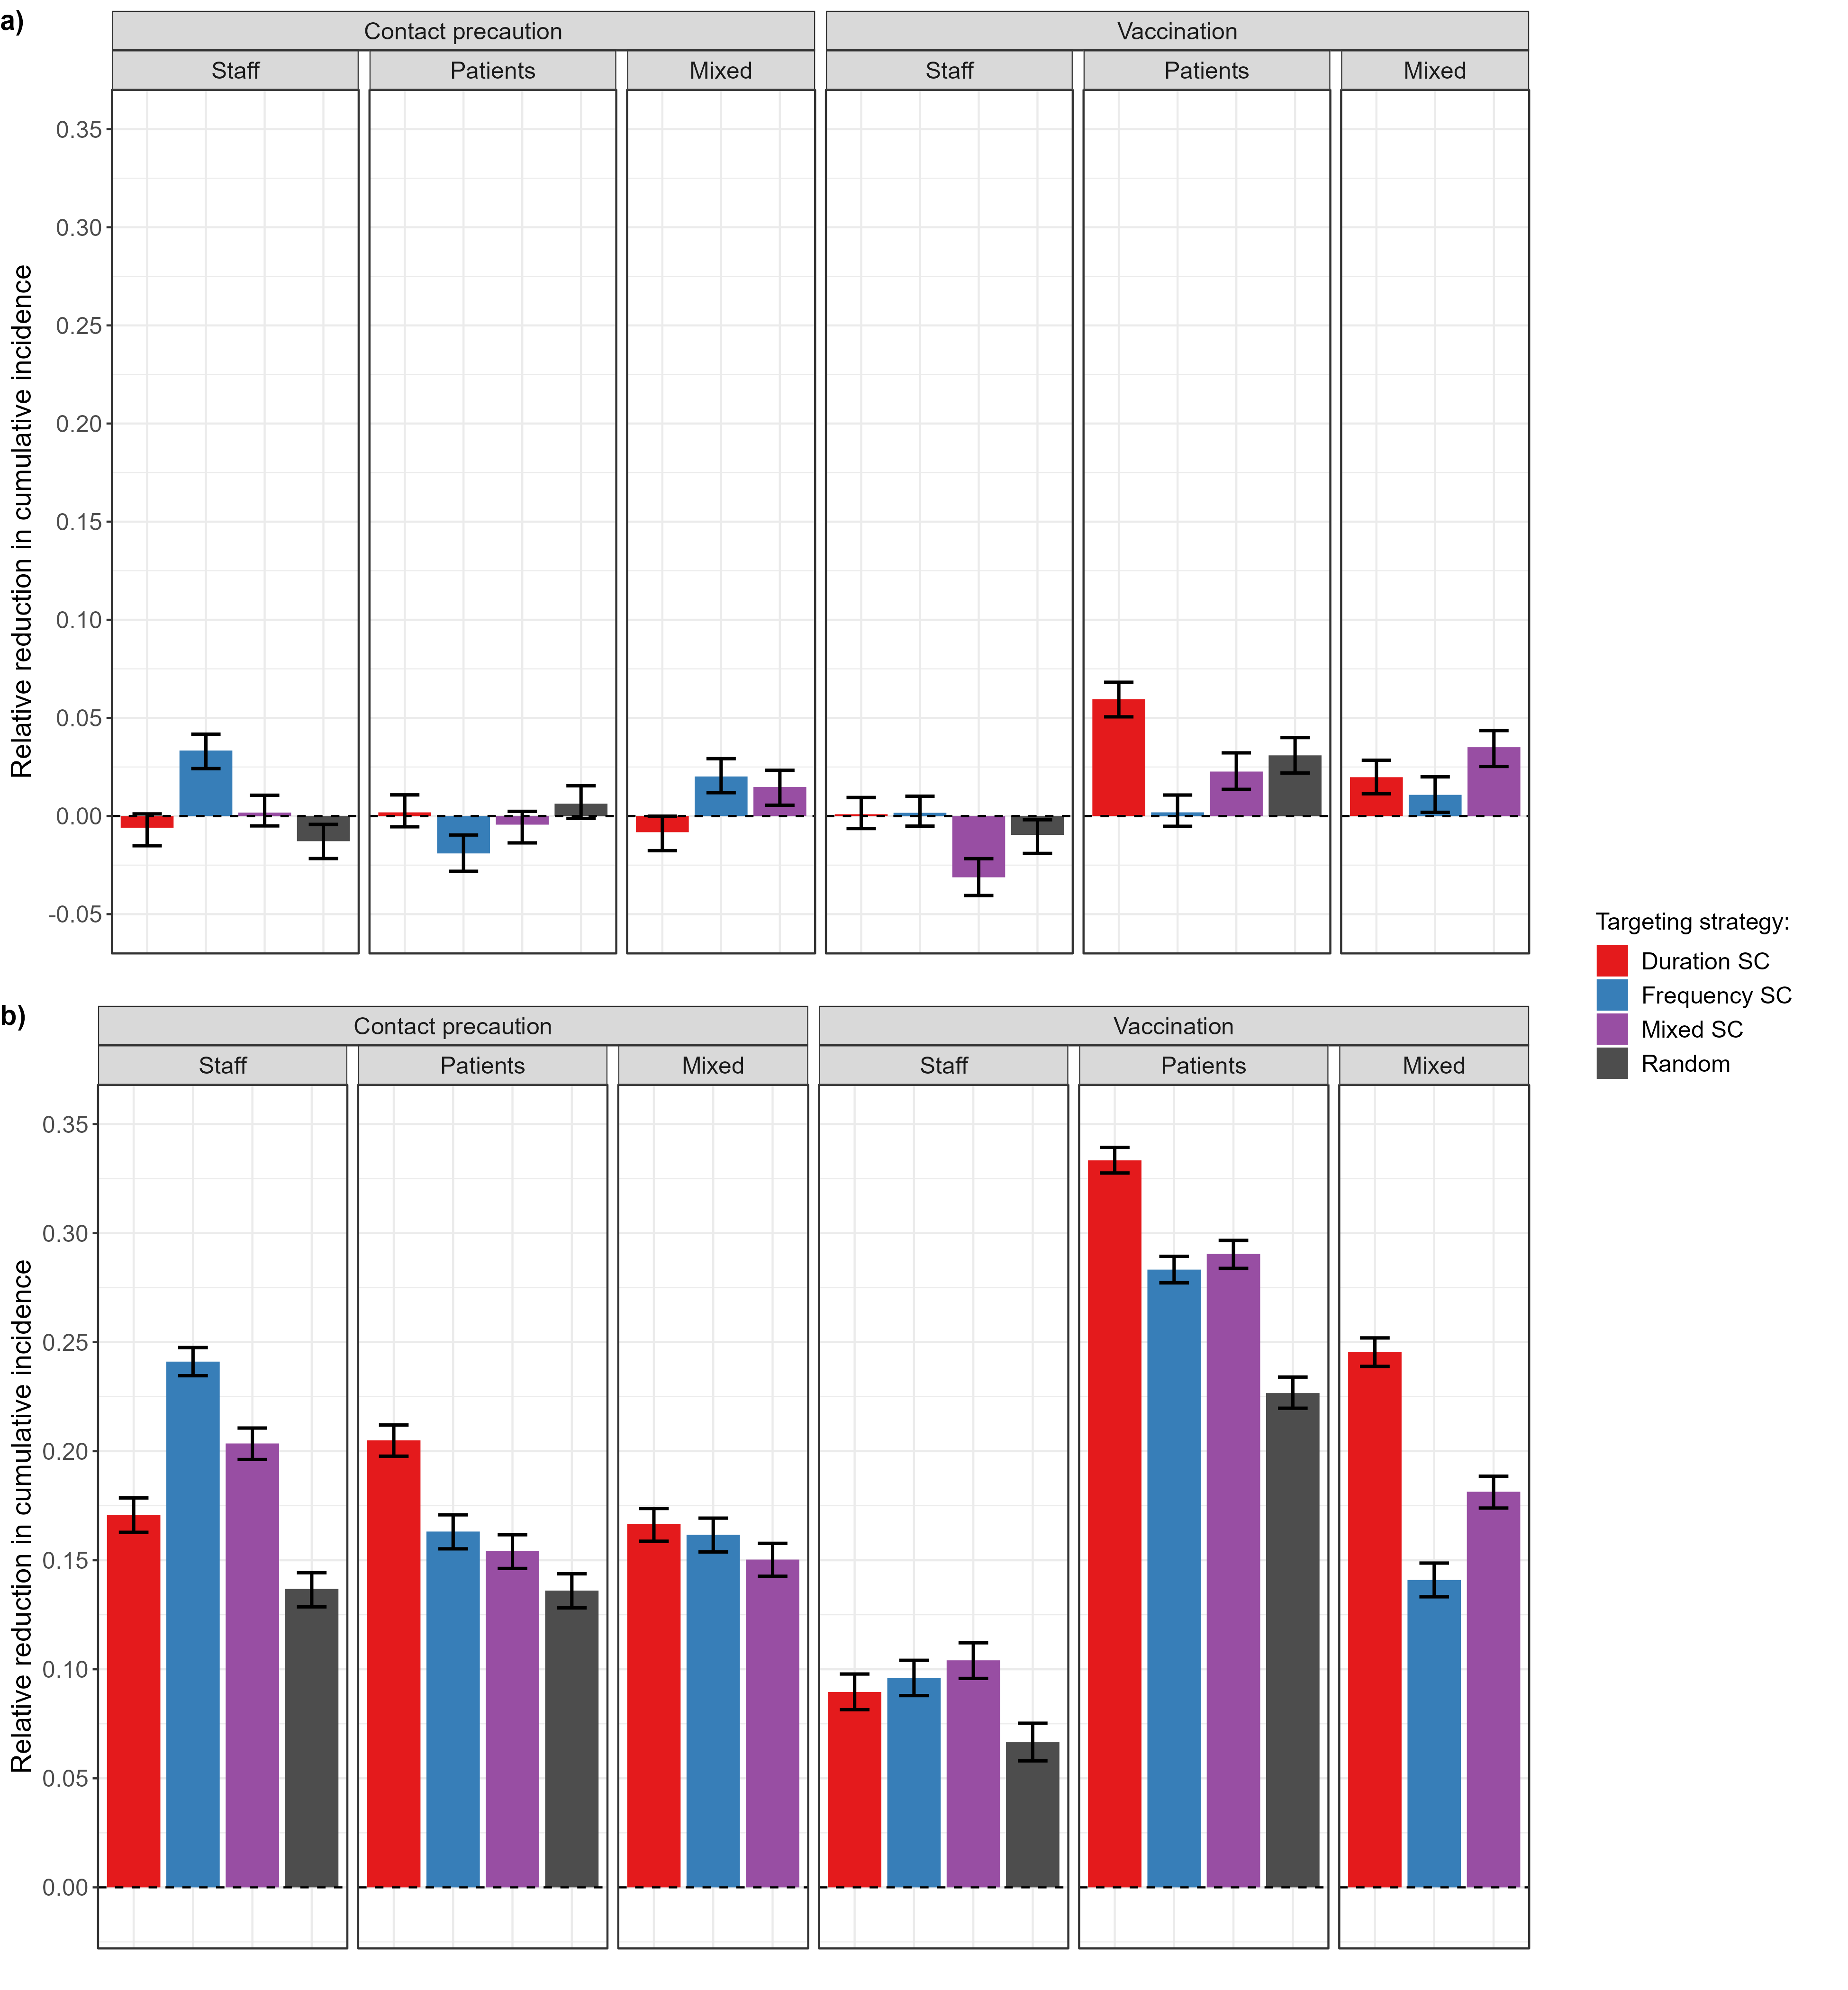 a)
Contact precaution
Vaccination
Staff
Patients
Mixed
Staff
Patients
Mixed
Relative reduction in cumulative incidence
0.35
0.30
0.25
0.20
0.15
0.10
0.05
0.00
-0.05
Targeting strategy:
Duration SC
Frequency SC
Mixed SC
Random
b)
Contact precaution
Vaccination
Staff
Patients
Mixed
Staff
Patients
Mixed
Relative reduction in cumulative incidence
0.35
0.30
0.25
0.20
0.15
0.10
0.05
0.00